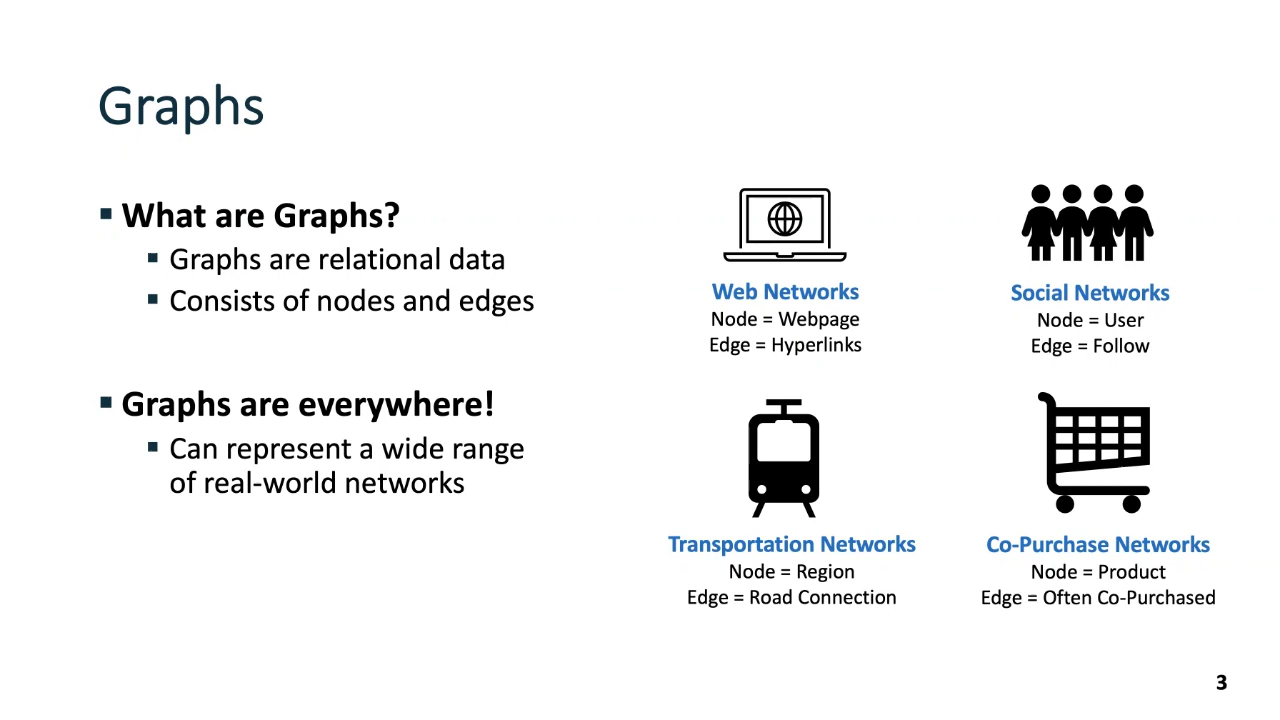 Graphs
What are Graphs?
Graphs are relational data
Consists of nodes and edges
Graphs are everywhere!
Can represent a wide range
of real-world networks
Web Networks
Node = Webpage
Edge = Hyperlinks
Social Networks
Node = User
Edge = Follow
Transportation Networks
Node = Region
Edge = Road Connection
Co-Purchase Networks
Node = Product
Edge = Often Co-Purchased
3